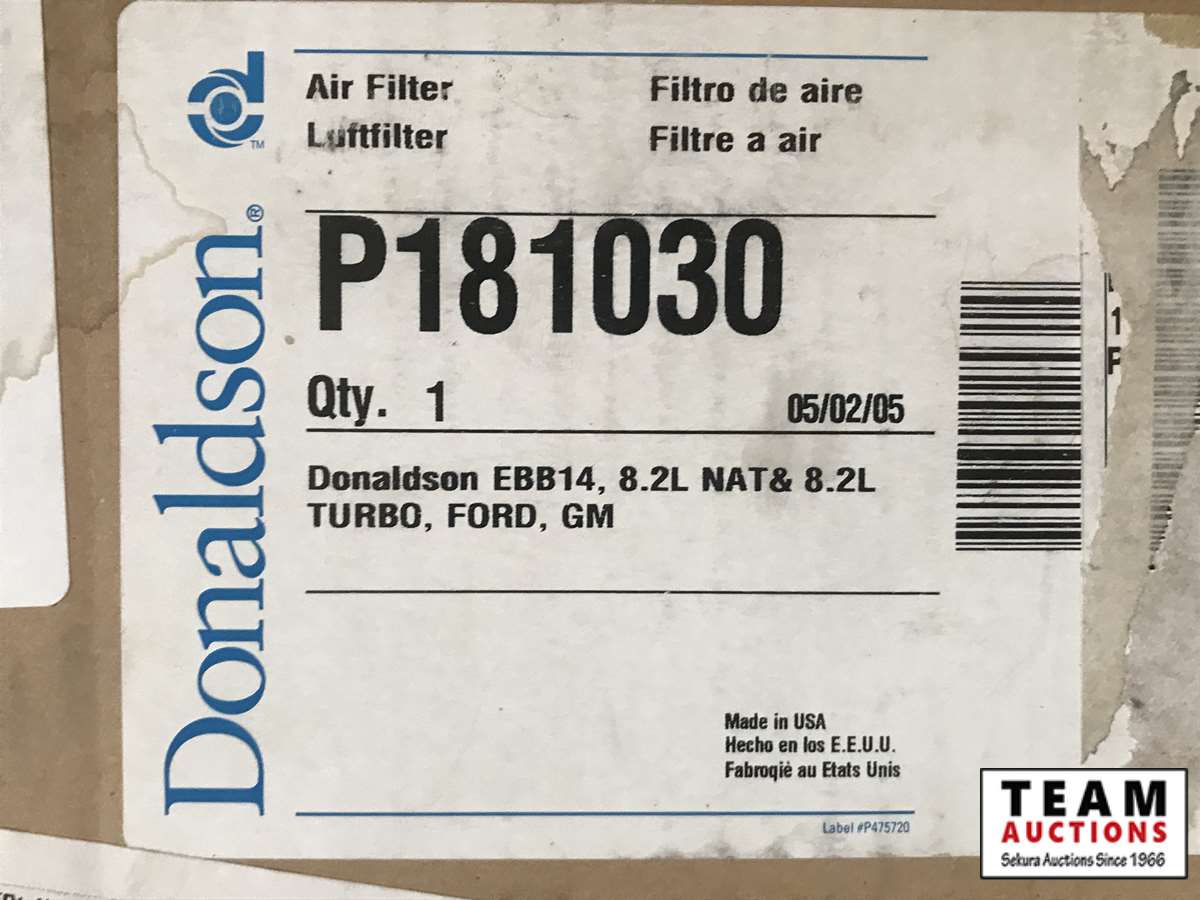 Donaldson®
TM
Air Filter Filtro de aire
Luftfilter Filtre a air
P181030
Qty. 1 05/02/05
Donaldson EBB14, 8.2L NAT& 8.2L
TURBO, FORD, GM
Made in USA
Hecho en los E.E.U.U.
Fabroqiè au Etats Unis
Label #P475720
1
P
TEAM
AUCTIONS
Sekura Auctions Since 1966